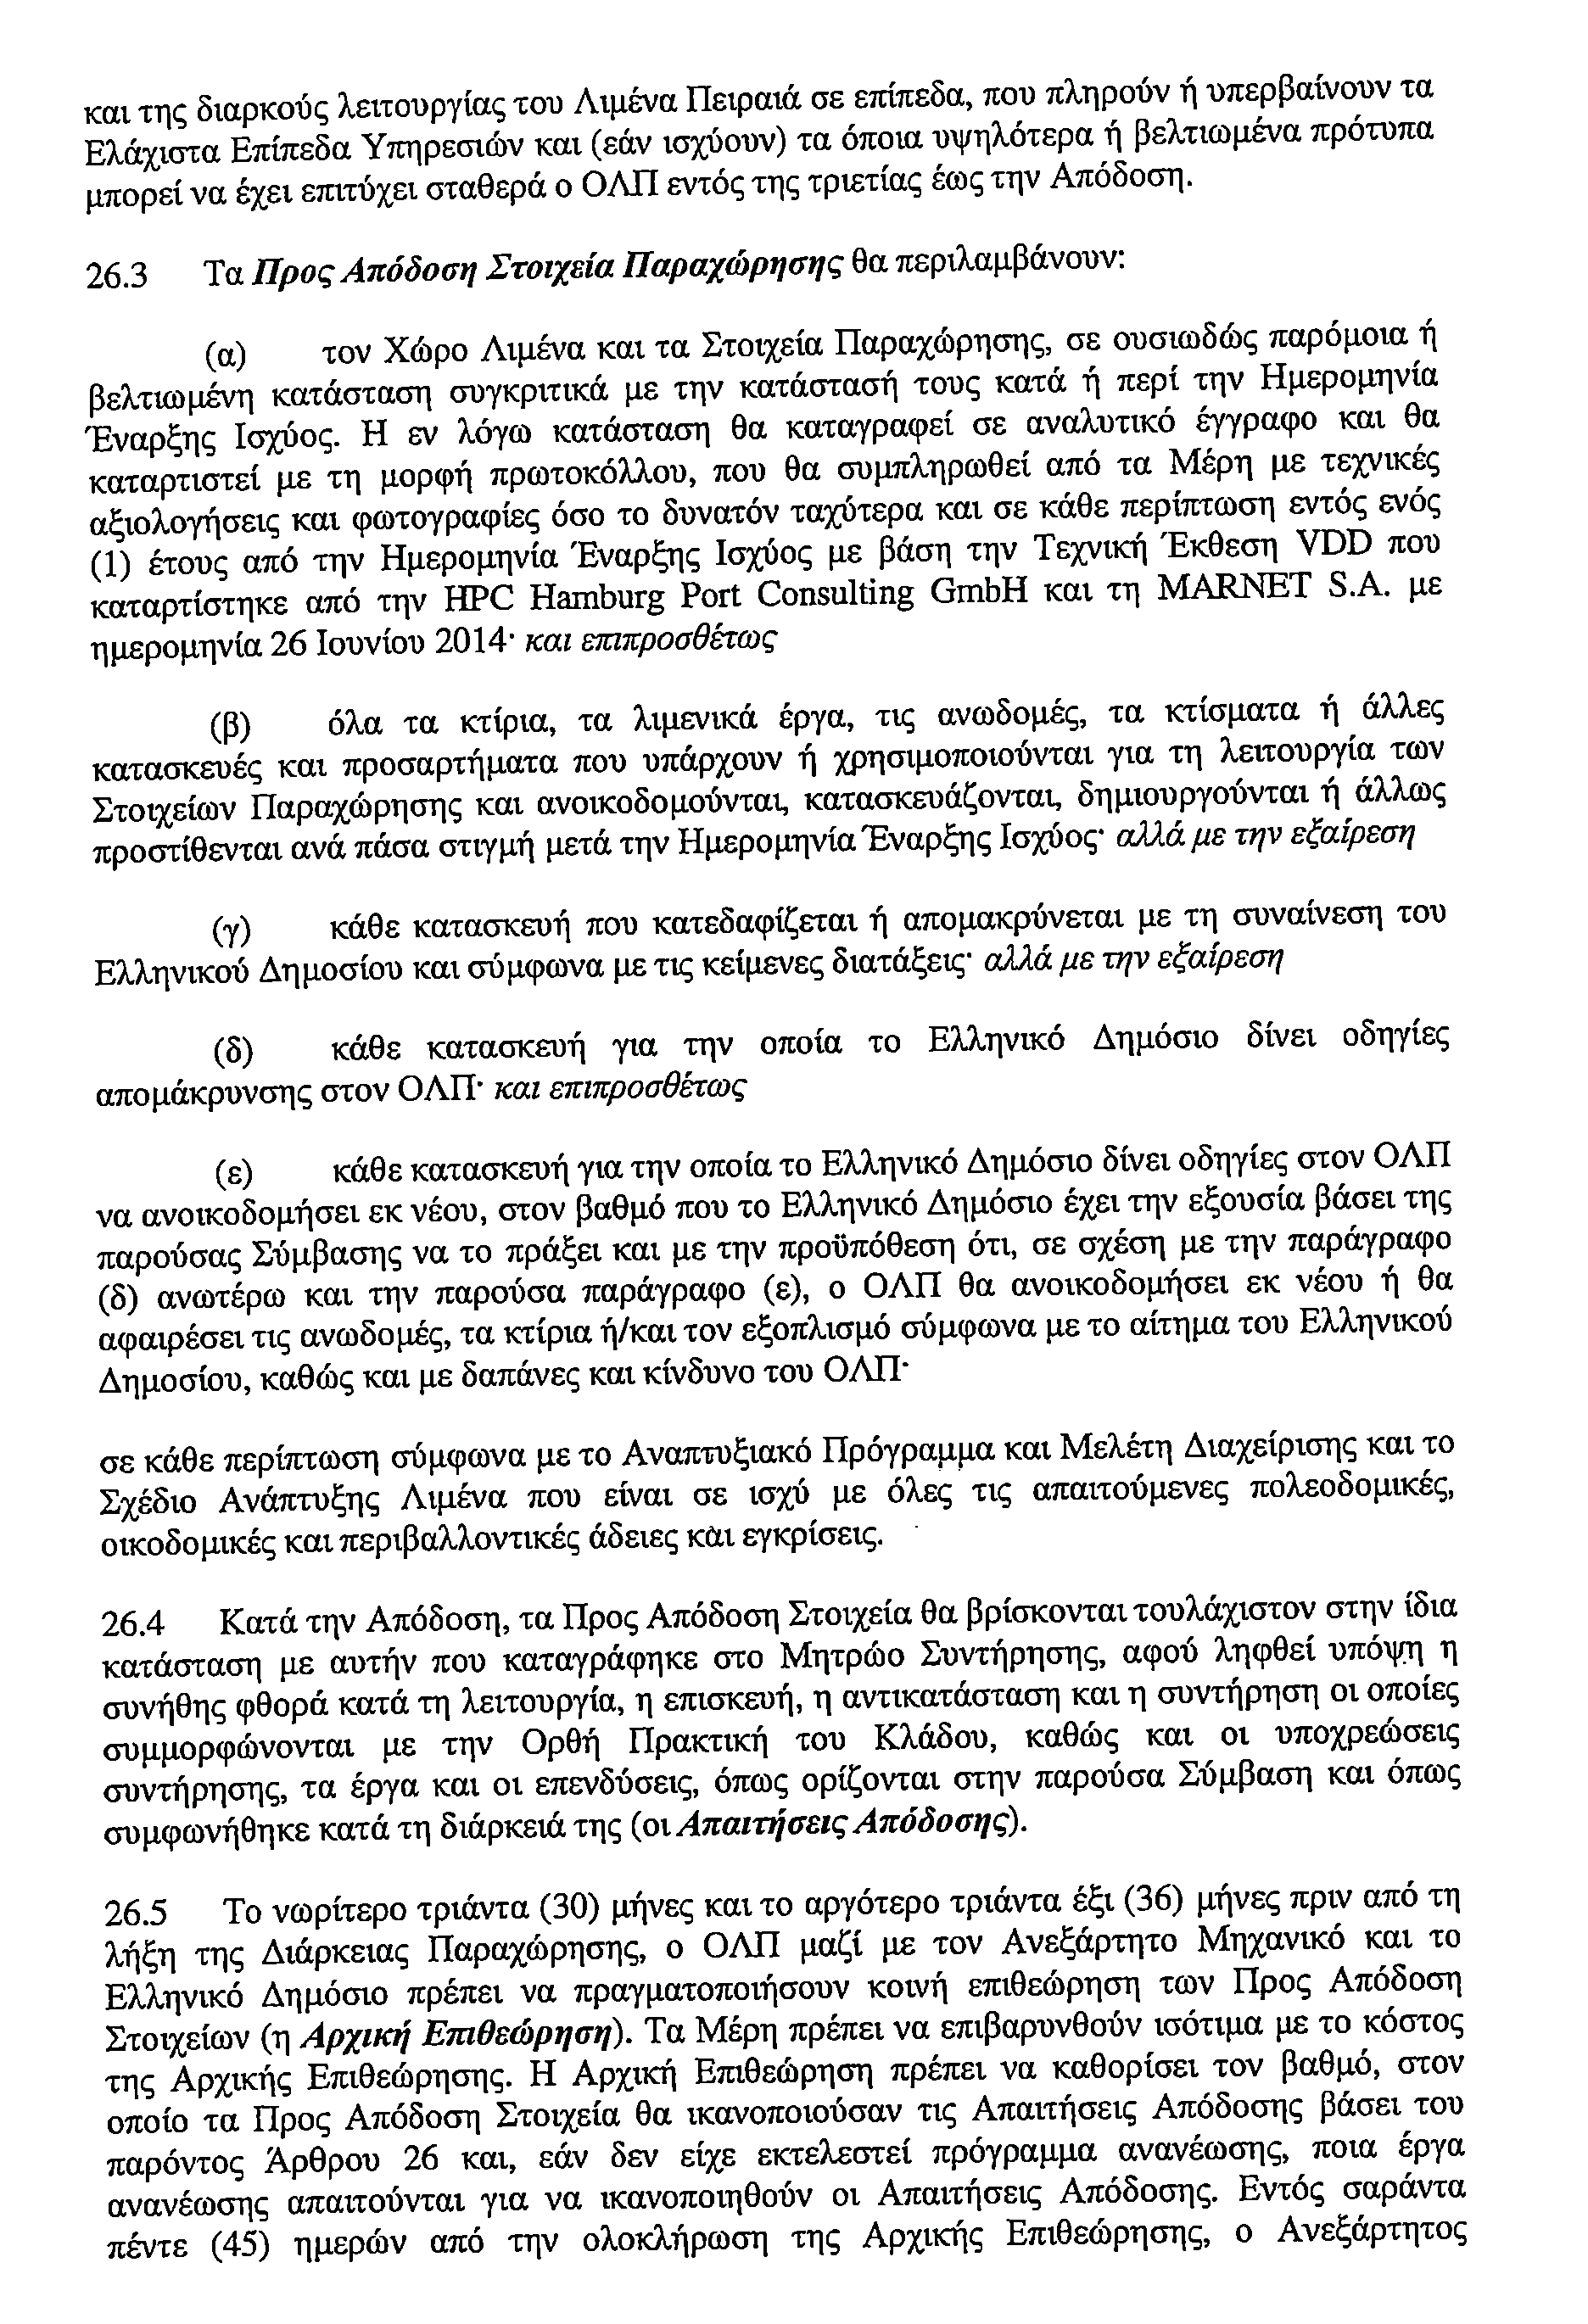 και της διαρκούς λειτουργίας του Λιμένα Πειραιά σε επίπεδα, που πληρούν ή υπερβαίνουν τα
Ελάχιστα Επίπεδα Υπηρεσιών και (εάν ισχύουν) τα όποια υψηλότερα ή βελτιωμένα πρότυπα
μπορεί να έχει επιτύχει σταθερά ο ΟΛΠ εντός της τριετίας έως την Απόδοση.
26.3 Τα Προς Απόδοση Στοιχεία Παραχώρησης θα περιλαμβάνουν:
(α) τον Χώρο Λιμένα και τα Στοιχεία Παραχώρησης, σε ουσιωδώς παρόμοια ή
βελτιωμένη κατάσταση συγκριτικά με την κατάστασή τους κατά ή περί την Ημερομηνία
Έναρξης Ισχύος. Η εν λόγω κατάσταση θα καταγραφεί σε αναλυτικό έγγραφο και θα
καταρτιστεί με τη μορφή πρωτοκόλλου, που θα συμπληρωθεί από τα Μέρη με τεχνικές
αξιολογήσεις και φωτογραφίες όσο το δυνατόν ταχύτερα και σε κάθε περίπτωση εντός ενός
(1) έτους από την Ημερομηνία Έναρξης Ισχύος με βάση την Τεχνική Έκθεση VDD που
καταρτίστηκε από την HPC Hamburg Port Consulting GmbH και τη MARNET S.A. με
ημερομηνία 26 Ιουνίου 2014· και επιπροσθέτως
(β) όλα τα κτίρια, τα λιμενικά έργα, τις ανωδομές, τα κτίσματα ή άλλες
κατασκευές και προσαρτήματα που υπάρχουν ή χρησιμοποιούνται για τη λειτουργία των
Στοιχείων Παραχώρησης και ανοικοδομούνται, κατασκευάζονται, δημιουργούνται ή άλλως
προστίθενται ανά πάσα στιγμή μετά την Ημερομηνία Έναρξης Ισχύος· αλλά με την εξαίρεση
(γ) κάθε κατασκευή που κατεδαφίζεται ή απομακρύνεται με τη συναίνεση του
Ελληνικού Δημοσίου και σύμφωνα με τις κείμενες διατάξεις· αλλά με την εξαίρεση
(δ) κάθε κατασκευή για την οποία το Ελληνικό Δημόσιο δίνει οδηγίες
απομάκρυνσης στον ΟΛΠ· και επιπροσθέτως
(ε) κάθε κατασκευή για την οποία το Ελληνικό Δημόσιο δίνει οδηγίες στον ΟΛΠ
να ανοικοδομήσει εκ νέου, στον βαθμό που το Ελληνικό Δημόσιο έχει την εξουσία βάσει της
παρούσας Σύμβασης να το πράξει και με την προϋπόθεση ότι, σε σχέση με την παράγραφο
(δ) ανωτέρω και την παρούσα παράγραφο (ε), ο ΟΛΠ θα ανοικοδομήσει εκ νέου ή θα
αφαιρέσει τις ανωδομές, τα κτίρια ή/και τον εξοπλισμό σύμφωνα με το αίτημα του Ελληνικού
Δημοσίου, καθώς και με δαπάνες και κίνδυνο του ΟΛΠ·
σε κάθε περίπτωση σύμφωνα με το Αναπτυξιακό Πρόγραμμα και Μελέτη Διαχείρισης και το
Σχέδιο Ανάπτυξης Λιμένα που είναι σε ισχύ με όλες τις απαιτούμενες πολεοδομικές,
οικοδομικές και περιβαλλοντικές άδειες και εγκρίσεις.
26.4 Κατά την Απόδοση, τα Προς Απόδοση Στοιχεία θα βρίσκονται τουλάχιστον στην ίδια
κατάσταση με αυτήν που καταγράφηκε στο Μητρώο Συντήρησης, αφού ληφθεί υπόψη η
συνήθης φθορά κατά τη λειτουργία, η επισκευή, η αντικατάσταση και η συντήρηση οι οποίες
συμμορφώνονται με την Ορθή Πρακτική του Κλάδου, καθώς και οι υποχρεώσεις
συντήρησης, τα έργα και οι επενδύσεις, όπως ορίζονται στην παρούσα Σύμβαση και όπως
συμφωνήθηκε κατά τη διάρκειά της (οι Απαιτήσεις Απόδοσης).
26.5 Το νωρίτερο τριάντα (30) μήνες και το αργότερο τριάντα έξι (36) μήνες πριν από τη
λήξη της Διάρκειας Παραχώρησης, ο ΟΛΠ μαζί με τον Ανεξάρτητο Μηχανικό και το
Ελληνικό Δημόσιο πρέπει να πραγματοποιήσουν κοινή επιθεώρηση των Προς Απόδοση
Στοιχείων (η Αρχική Επιθεώρηση). Τα Μέρη πρέπει να επιβαρυνθούν ισότιμα με το κόστος
της Αρχικής Επιθεώρησης. Η Αρχική Επιθεώρηση πρέπει να καθορίσει τον βαθμό, στον
οποίο τα Προς Απόδοση Στοιχεία θα ικανοποιούσαν τις Απαιτήσεις Απόδοσης βάσει του
παρόντος Άρθρου 26 και, εάν δεν είχε εκτελεστεί πρόγραμμα ανανέωσης, ποια έργα
ανανέωσης απαιτούνται για να ικανοποιηθούν οι Απαιτήσεις Απόδοσης. Εντός σαράντα
πέντε (45) ημερών από την ολοκλήρωση της Αρχικής Επιθεώρησης, ο Ανεξάρτητος